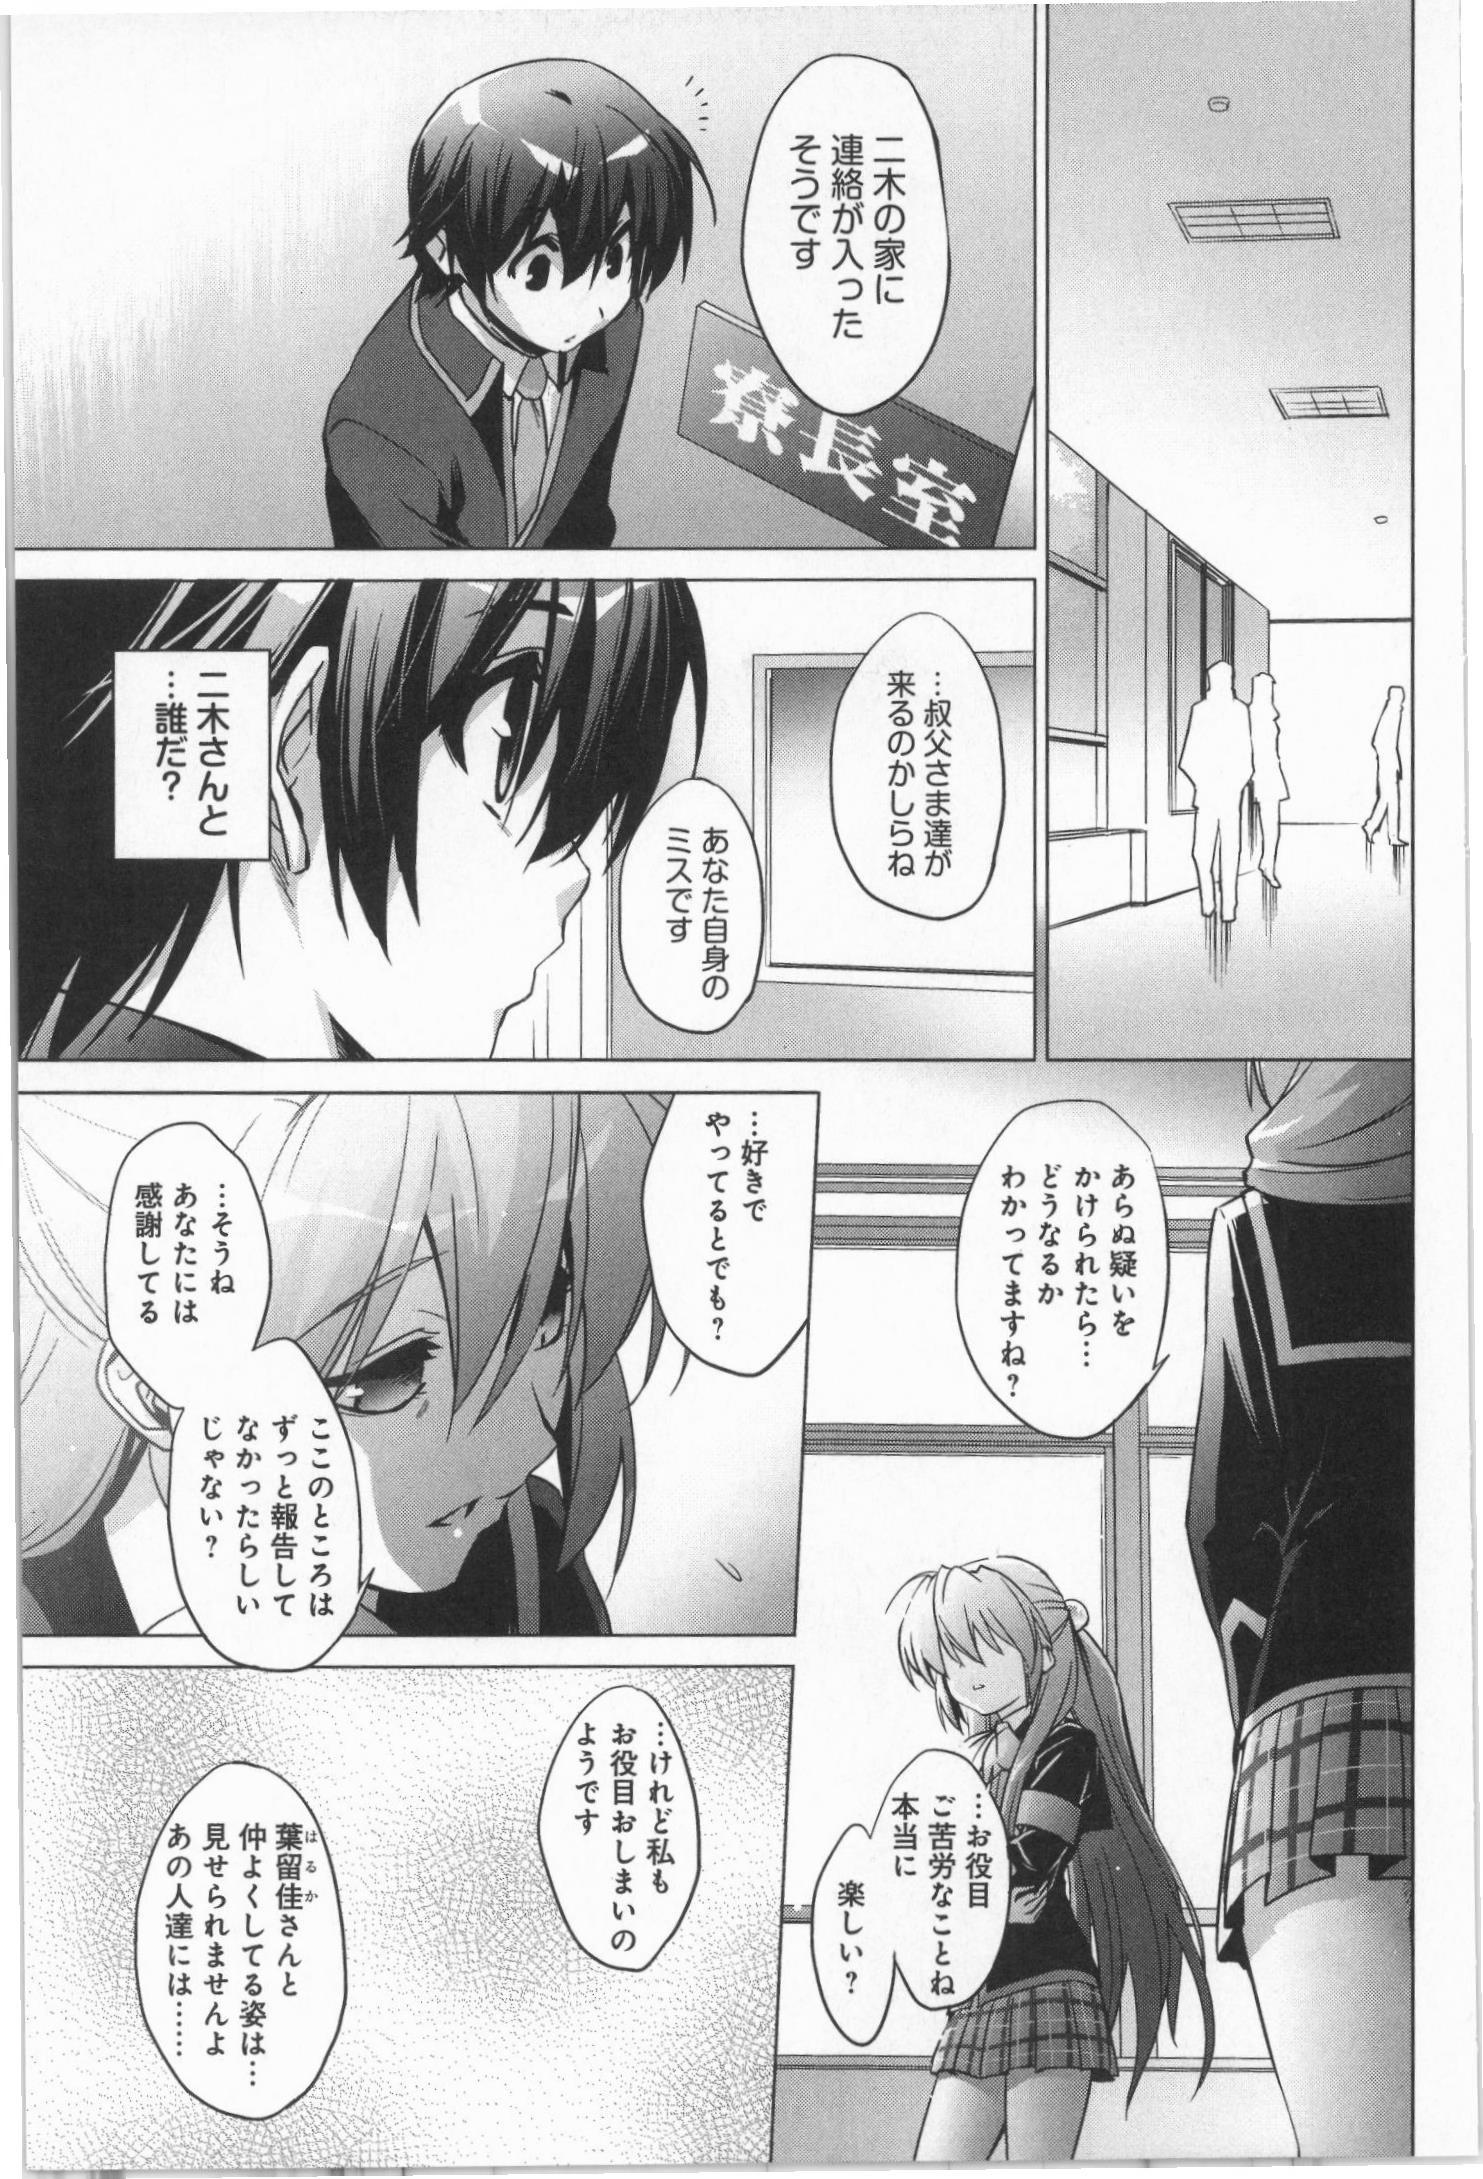 二木の家に
連絡が入った
そうです
寮長室
…叔父さま達が
来るのかしらね
あなた自身の
ミスです
二木さんと
…誰だ?
あらぬ疑いを
かけられたら…
どうなるか
わかってますね?
…お役目
ご苦労なことね
本当に
楽しい?
…好きで
やってるとでも?
…そうね
あなたには
感謝してる
ここのところは
ずっと報告して
なかったらしい
じゃない?
…けれど私も
お役目おしまいの
ようです
葉留佳さんと
はるか
仲よくしてる姿は…
見せられませんよ
あの人達には……